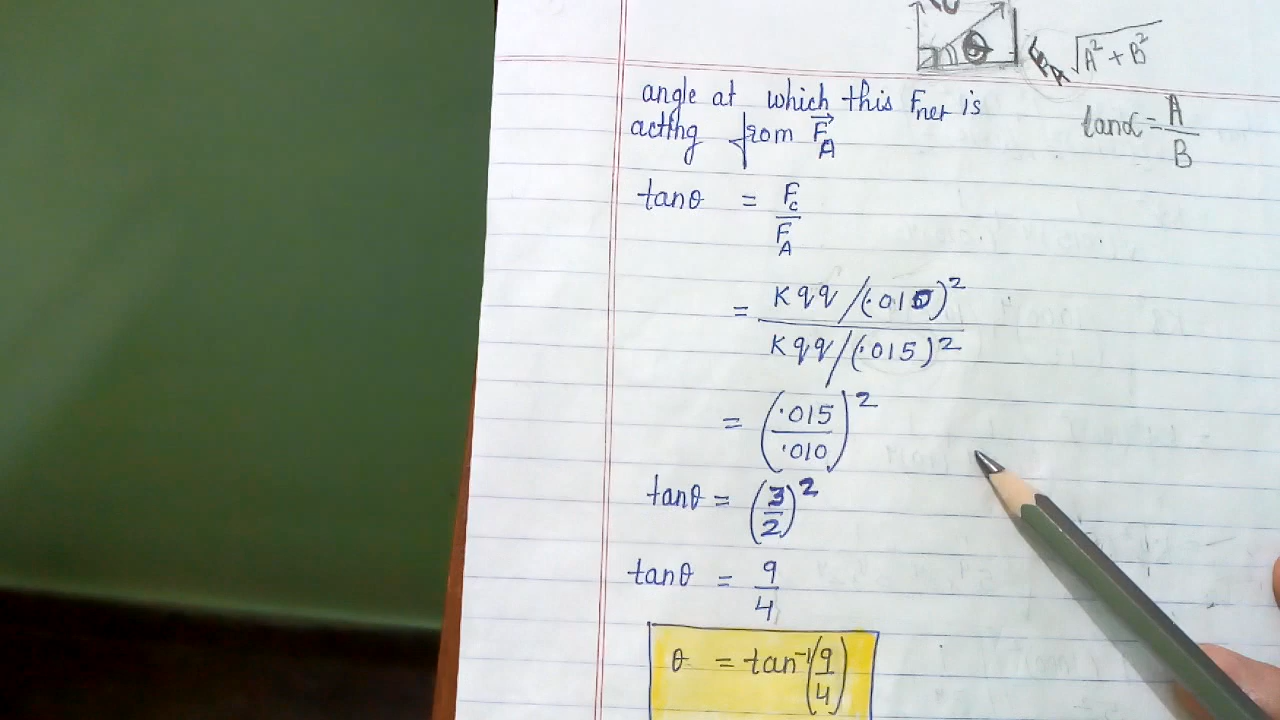 √A² + B²
angle at which this Fnet is
acting from F⃗A
tanα = A/B
tanθ = Fc/FA
= Kqq/(.010)² / Kqq/(.015)²
= (.015/.010)²
tanθ = (3/2)²
tanθ = 9/4
θ = tan⁻¹(9/4)